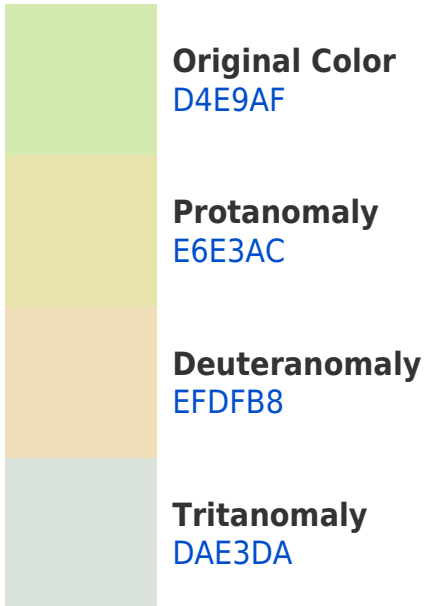 Original Color
D4E9AF
Protanomaly
E6E3AC
Deuteranomaly
EFDFB8
Tritanomaly
DAE3DA